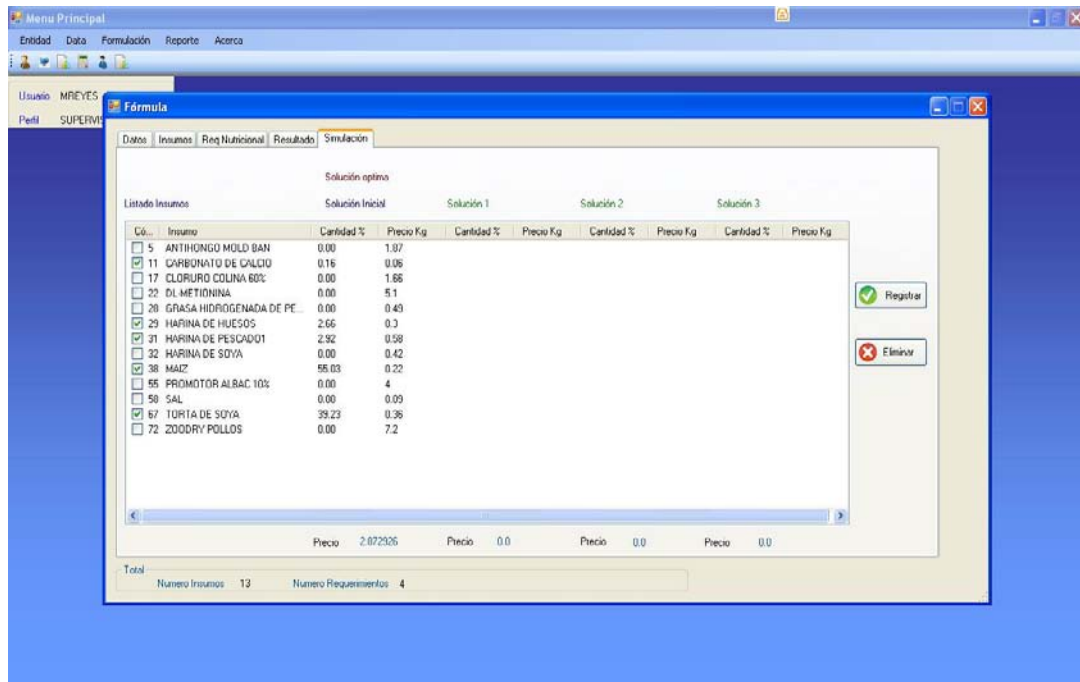 Menu Principal
Entidad Data Formulación Reporte Acerca
Usuario MREYES
Perfil SUPERVIS
Fórmula
Datos Insumos Req Nutricional Resultado Simulación
Solución optima
Listado Insumos Solución Inicial Solución 1 Solución 2 Solución 3
Có... Insumo Cantidad % Precio Kg Cantidad % Precio Kg Cantidad % Precio Kg Cantidad % Precio Kg
5 ANTIHONGO MOLD BAN 0.00 1.87
11 CARBONATO DE CALCIO 0.16 0.06
17 CLORURO COLINA 60% 0.00 1.66
22 DL-METIONINA 0.00 5.1
28 GRASA HIDROGENADA DE PE... 0.00 0.49
29 HARINA DE HUESOS 2.66 0.3
31 HARINA DE PESCADO1 2.92 0.58
32 HARINA DE SOYA 0.00 0.42
38 MAIZ 55.03 0.22
55 PROMOTOR ALBAC 10% 0.00 4
58 SAL 0.00 0.09
67 TORTA DE SOYA 39.23 0.36
72 ZOODRY POLLOS 0.00 7.2
Registrar
Eliminar
Precio 2.072926 Precio 0.0 Precio 0.0 Precio 0.0
Total
Numero Insumos 13 Numero Requerimientos 4